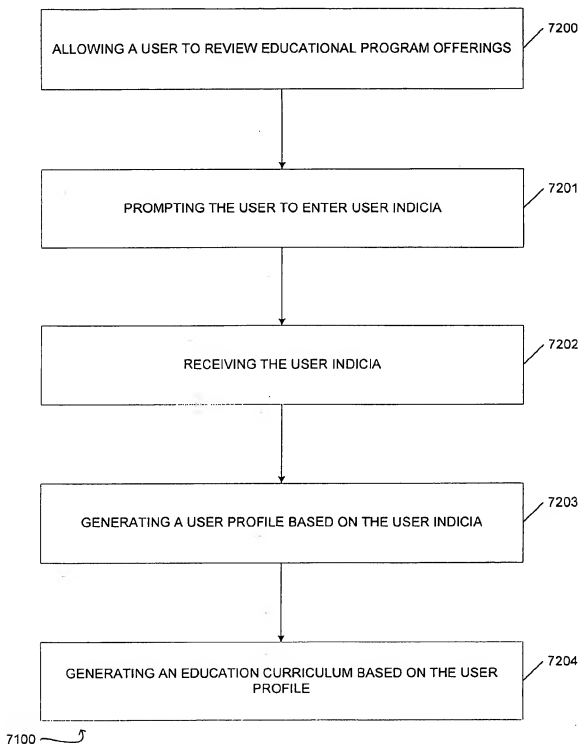 ALLOWING A USER TO REVIEW EDUCATIONAL PROGRAM OFFERINGS
7200
PROMPTING THE USER TO ENTER USER INDICIA
7201
RECEIVING THE USER INDICIA
7202
GENERATING A USER PROFILE BASED ON THE USER INDICIA
7203
GENERATING AN EDUCATION CURRICULUM BASED ON THE USER
PROFILE
7204
7100